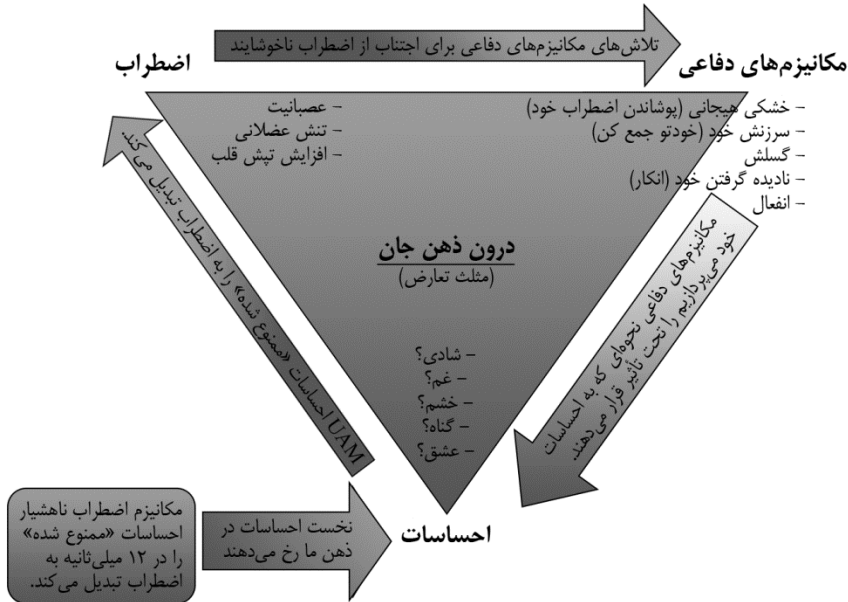 تلاش‌های مکانیزم‌های دفاعی برای اجتناب از اضطراب ناخوشایند
مکانیزم‌های دفاعی
اضطراب
– خشکی هیجانی (پوشاندن اضطراب خود)
– سرزنش خود (خودتو جمع کن)
– گسلش
– نادیده گرفتن خود (انکار)
– انفعال
– عصبانیت
– تنش عضلانی
– افزایش تپش قلب
مکانیزم‌های دفاعی نحوه‌ای که به احساسات
خود می‌پردازیم را تحت تأثیر قرار می‌دهند.
درون ذهن جان
(مثلث تعارض)
UAM احساسات «ممنوع شده» را به اضطراب تبدیل می‌کند.
– شادی؟
– غم؟
– خشم؟
– گناه؟
– عشق؟
احساسات
نخست احساسات در
ذهن ما رخ می‌دهند
مکانیزم اضطراب ناهشیار
احساسات «ممنوع شده»
را در ۱۲ میلی‌ثانیه به
اضطراب تبدیل می‌کند.